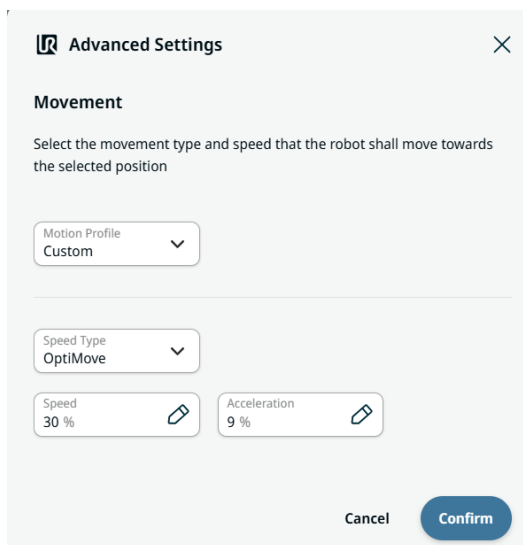 UR Advanced Settings
Movement
Select the movement type and speed that the robot shall move towards
the selected position
Motion Profile
Custom
Speed Type
OptiMove
Speed
30 %
Acceleration
9 %
Cancel
Confirm